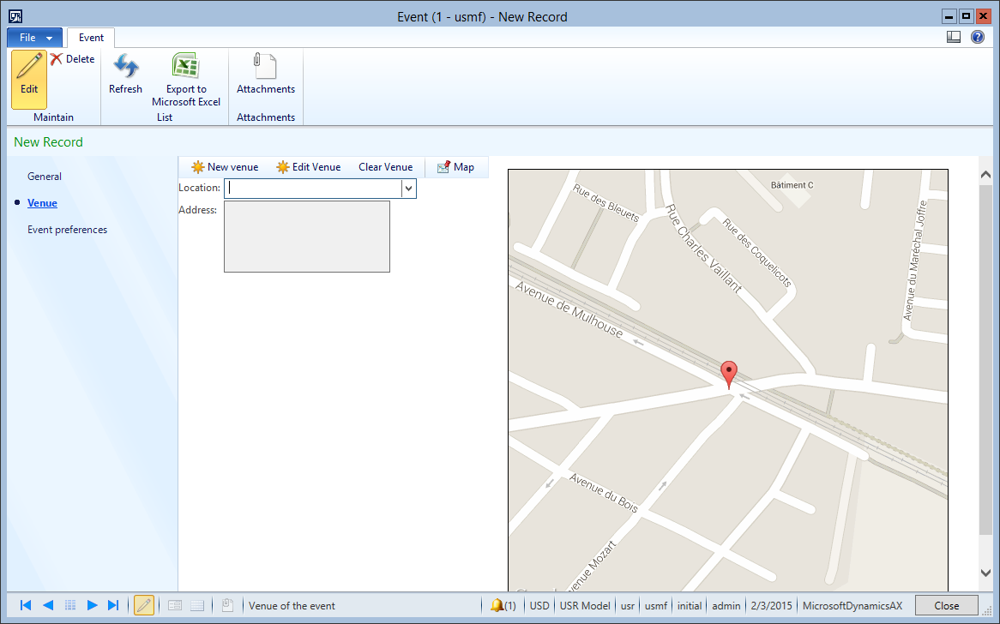 Event (1 - usmf) - New Record
File
Event
Edit
Delete
Maintain
Refresh
Export to
Microsoft Excel
List
Attachments
Attachments
New Record
General
Venue
Event preferences
New venue
Edit Venue
Clear Venue
Map
Location:
Address:
Bâtiment C
Rue des Bleuets
Rue Charles Vaillant
Rue des Coquelicots
Avenue du Maréchal Joffre
Avenue de Mulhouse
Avenue du Bois
venue Mozart
Venue of the event
(1)
USD
USR Model
usr
usmf
initial
admin
2/3/2015
MicrosoftDynamicsAX
Close